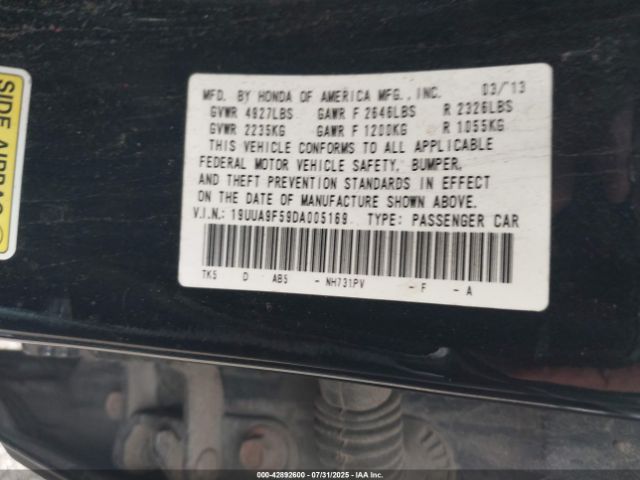 SIDE AIRBAG
MFD. BY HONDA OF AMERICA MFG., INC. 03/13
GVWR 4927LBS GAWR F 2646LBS R 2326LBS
GVWR 2235KG GAWR F 1200KG R 1055KG
THIS VEHICLE CONFORMS TO ALL APPLICABLE
FEDERAL MOTOR VEHICLE SAFETY, BUMPER,
AND THEFT PREVENTION STANDARDS IN EFFECT
ON THE DATE OF MANUFACTURE SHOWN ABOVE.
V.I.N.: 19UUA9F59DA005169 TYPE: PASSENGER CAR
TK5 D AB5 - NH731PV - F - A
000-42892600 - 07/31/2025 - IAA Inc.